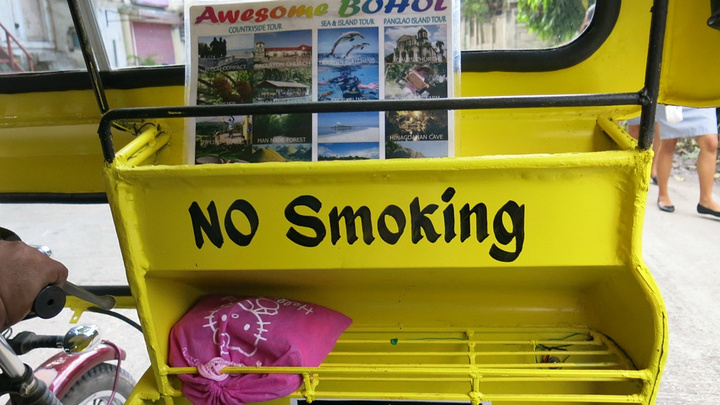 Awesome BOHOL
COUNTRYSIDE TOUR
SEA & ISLAND TOUR
PANGLAO ISLAND TOUR
MAN MADE FOREST
HINAGDANAN CAVE
NO Smoking